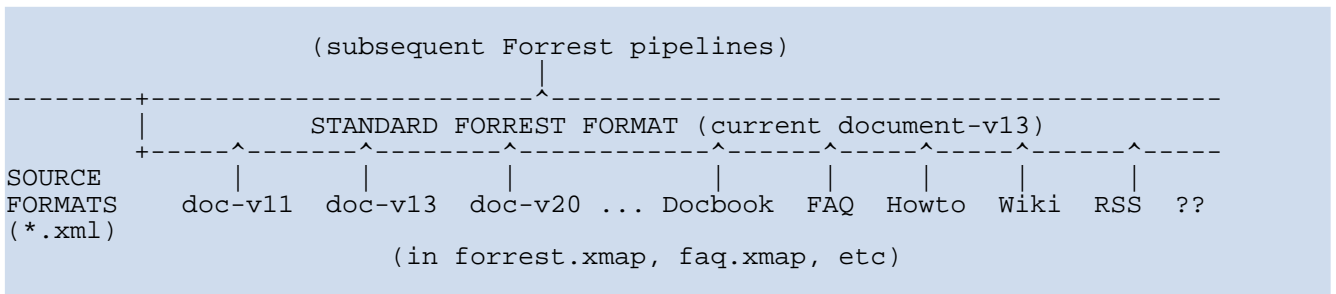 (subsequent Forrest pipelines)
|
--------+------------------------^------------------------------------------
| STANDARD FORREST FORMAT (current document-v13)
+-----^-------^--------^------------^------^-----^-----^------^-----
SOURCE | | | | | | | |
FORMATS doc-v11 doc-v13 doc-v20 ... Docbook FAQ Howto Wiki RSS ??
(*.xml)
(in forrest.xmap, faq.xmap, etc)